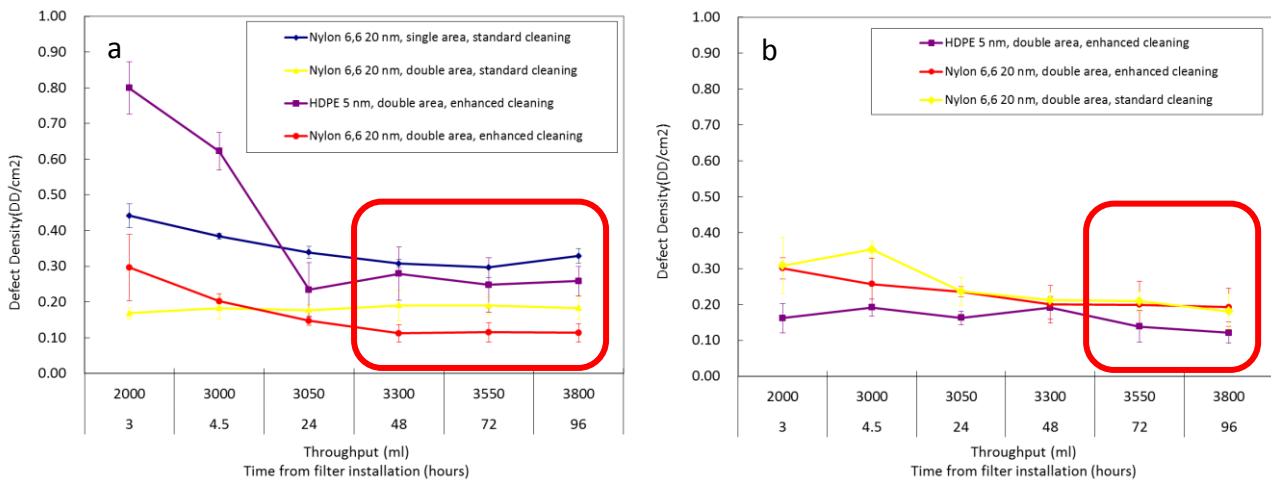 a
Nylon 6,6 20 nm, single area, standard cleaning
Nylon 6,6 20 nm, double area, standard cleaning
HDPE 5 nm, double area, enhanced cleaning
Nylon 6,6 20 nm, double area, enhanced cleaning
Defect Density(DD/cm2)
1.00
0.90
0.80
0.70
0.60
0.50
0.40
0.30
0.20
0.10
0.00
2000 3000 3050 3300 3550 3800
3 4.5 24 48 72 96
Throughput (ml)
Time from filter installation (hours)
b
HDPE 5 nm, double area, enhanced cleaning
Nylon 6,6 20 nm, double area, enhanced cleaning
Nylon 6,6 20 nm, double area, standard cleaning
Defect Density(DD/cm2)
1.00
0.90
0.80
0.70
0.60
0.50
0.40
0.30
0.20
0.10
0.00
2000 3000 3050 3300 3550 3800
3 4.5 24 48 72 96
Throughput (ml)
Time from filter installation (hours)